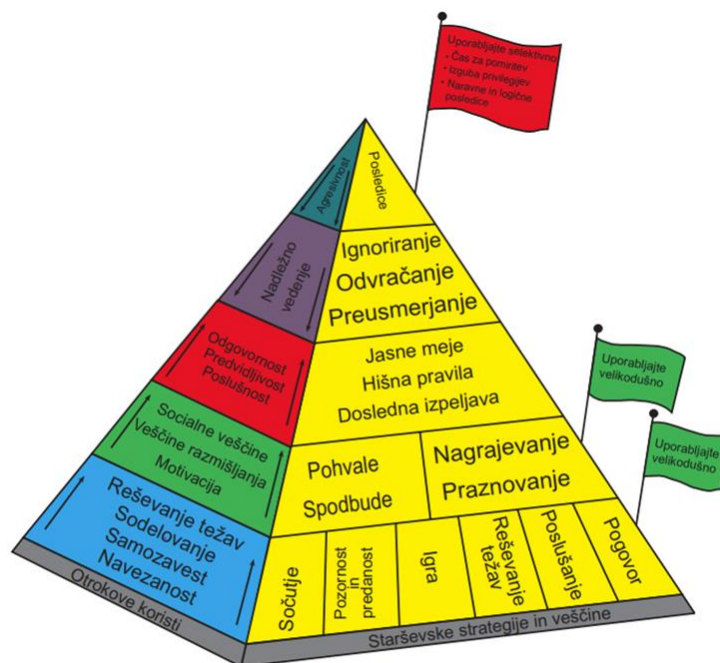 Uporabljajte selektivno
• Čas za pomiritev
• Izguba privilegijev
• Naravne in logične
posledice
Agresivnost
Posledice
Nadležno
vedenje
Ignoriranje
Odvračanje
Preusmerjanje
Odgovornost
Predvidljivost
Poslušnost
Jasne meje
Hišna pravila
Dosledna izpeljava
Uporabljajte
velikodušno
Socialne veščine
Veščine razmišljanja
Motivacija
Pohvale
Spodbude
Nagrajevanje
Praznovanje
Uporabljajte
velikodušno
Reševanje težav
Sodelovanje
Samozavest
Navezanost
Sočutje
Pozornost
in
predanost
Igra
Reševanje
težav
Poslušanje
Pogovor
Otrokove koristi
Starševske strategije in veščine